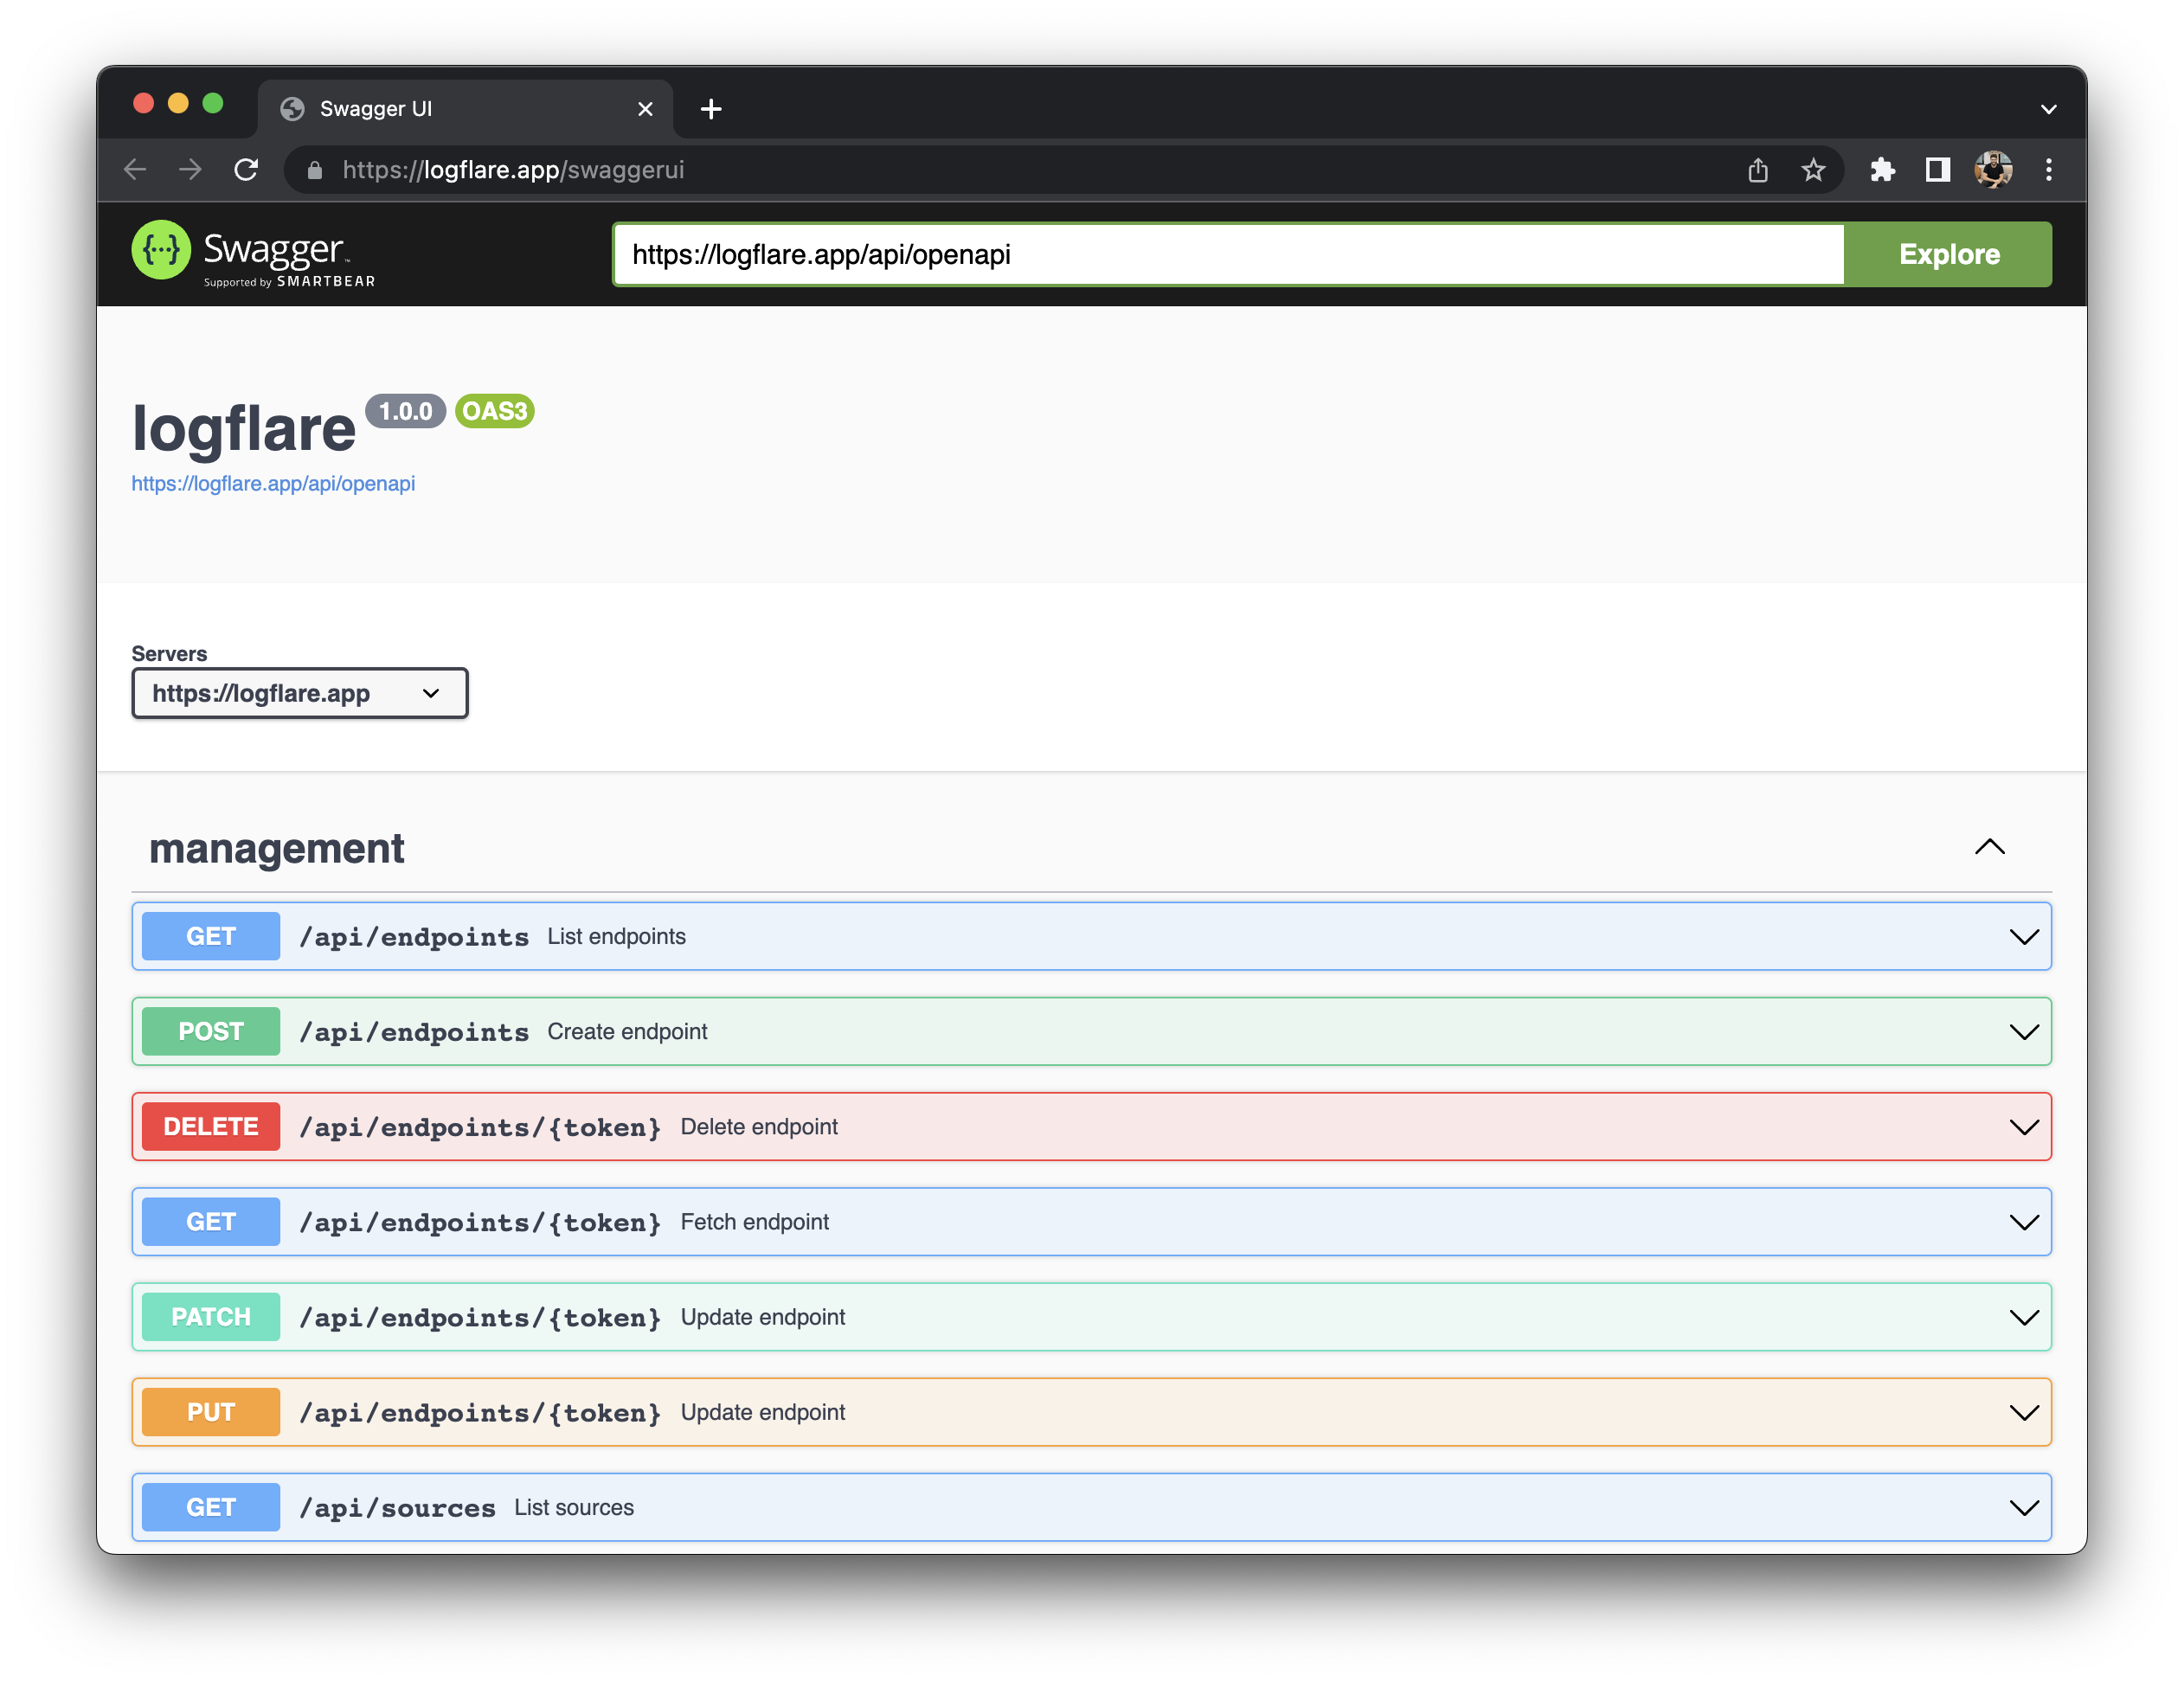 Swagger UI
https://logflare.app/swaggerui
{···} Swagger™
Supported by SMARTBEAR
https://logflare.app/api/openapi
Explore
logflare 1.0.0 OAS3
https://logflare.app/api/openapi
Servers
https://logflare.app
management
GET /api/endpoints List endpoints
POST /api/endpoints Create endpoint
DELETE /api/endpoints/{token} Delete endpoint
GET /api/endpoints/{token} Fetch endpoint
PATCH /api/endpoints/{token} Update endpoint
PUT /api/endpoints/{token} Update endpoint
GET /api/sources List sources